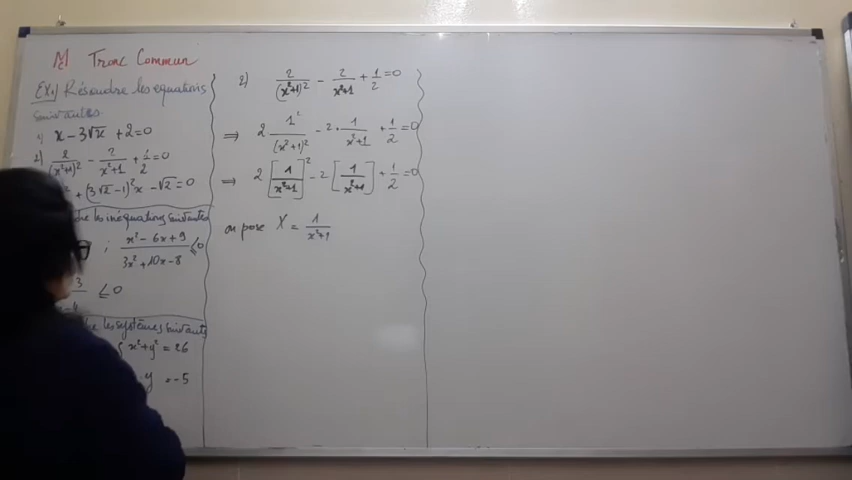 Tronc Commun
EX1) Résoudre les équations
suivantes
1) x - 3√x + 2 = 0
2) 2/(x²+1)² - 2/x²+1 + 1/2 = 0
+ (3√2 - 1)²x - √2 = 0
les inéquations suivantes
; x² - 6x + 9 / 3x² + 10x - 8 ≤ 0
≤ 0
les systèmes suivants
{ x² + y² = 26
y = -5
2) 2/(x²+1)² - 2/x²+1 + 1/2 = 0
⟹ 2 1²/(x²+1)² - 2 · 1/x²+1 + 1/2 = 0
⟹ 2 [1/x²+1]² - 2 [1/x²+1] + 1/2 = 0
on pose X = 1/x²+1